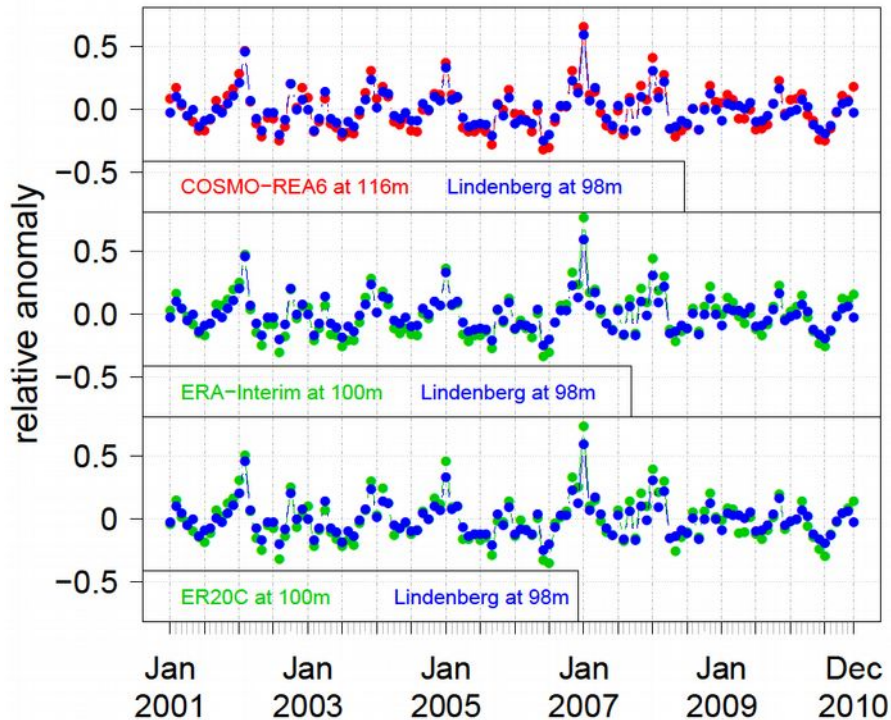 relative anomaly
0.5
0.0
−0.5
COSMO−REA6 at 116m Lindenberg at 98m
0.5
0.0
−0.5
ERA−Interim at 100m Lindenberg at 98m
0.5
0
−0.5
ER20C at 100m Lindenberg at 98m
Jan Jan Jan Jan Jan Dec
2001 2003 2005 2007 2009 2010